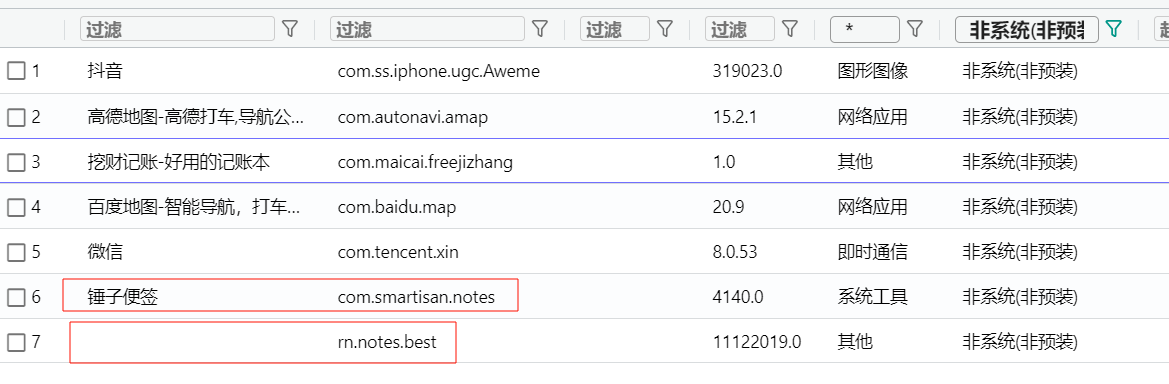 过滤 过滤 过滤 过滤 * 非系统(非预装
1 抖音 com.ss.iphone.ugc.Aweme 319023.0 图形图像 非系统(非预装)
2 高德地图-高德打车,导航公... com.autonavi.amap 15.2.1 网络应用 非系统(非预装)
3 挖财记账-好用的记账本 com.maicai.freejizhang 1.0 其他 非系统(非预装)
4 百度地图-智能导航，打车... com.baidu.map 20.9 网络应用 非系统(非预装)
5 微信 com.tencent.xin 8.0.53 即时通信 非系统(非预装)
6 锤子便签 com.smartisan.notes 4140.0 系统工具 非系统(非预装)
7 rn.notes.best 11122019.0 其他 非系统(非预装)